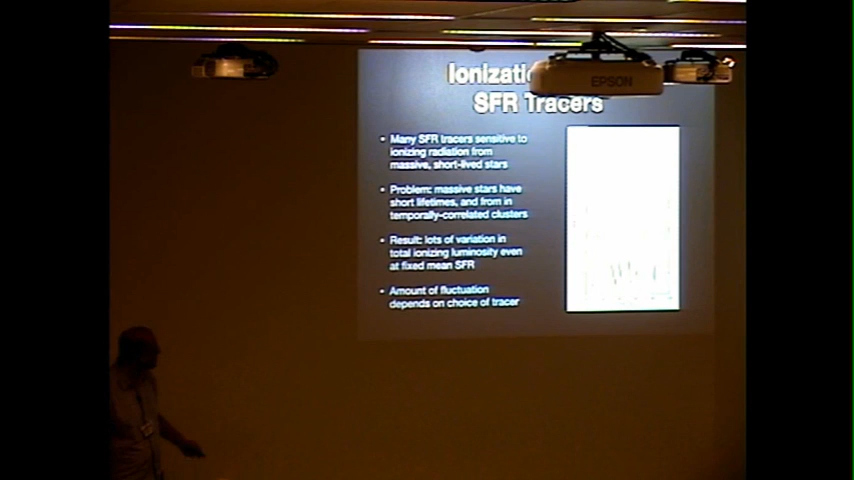 Ionizatio
EPSON
SFR Tracers
• Many SFR tracers sensitive to
ionizing radiation from
massive, short-lived stars
• Problem: massive stars have
short lifetimes, and from in
temporally-correlated clusters
• Result: lots of variation in
total ionizing luminosity even
at fixed mean SFR
• Amount of fluctuation
depends on choice of tracer